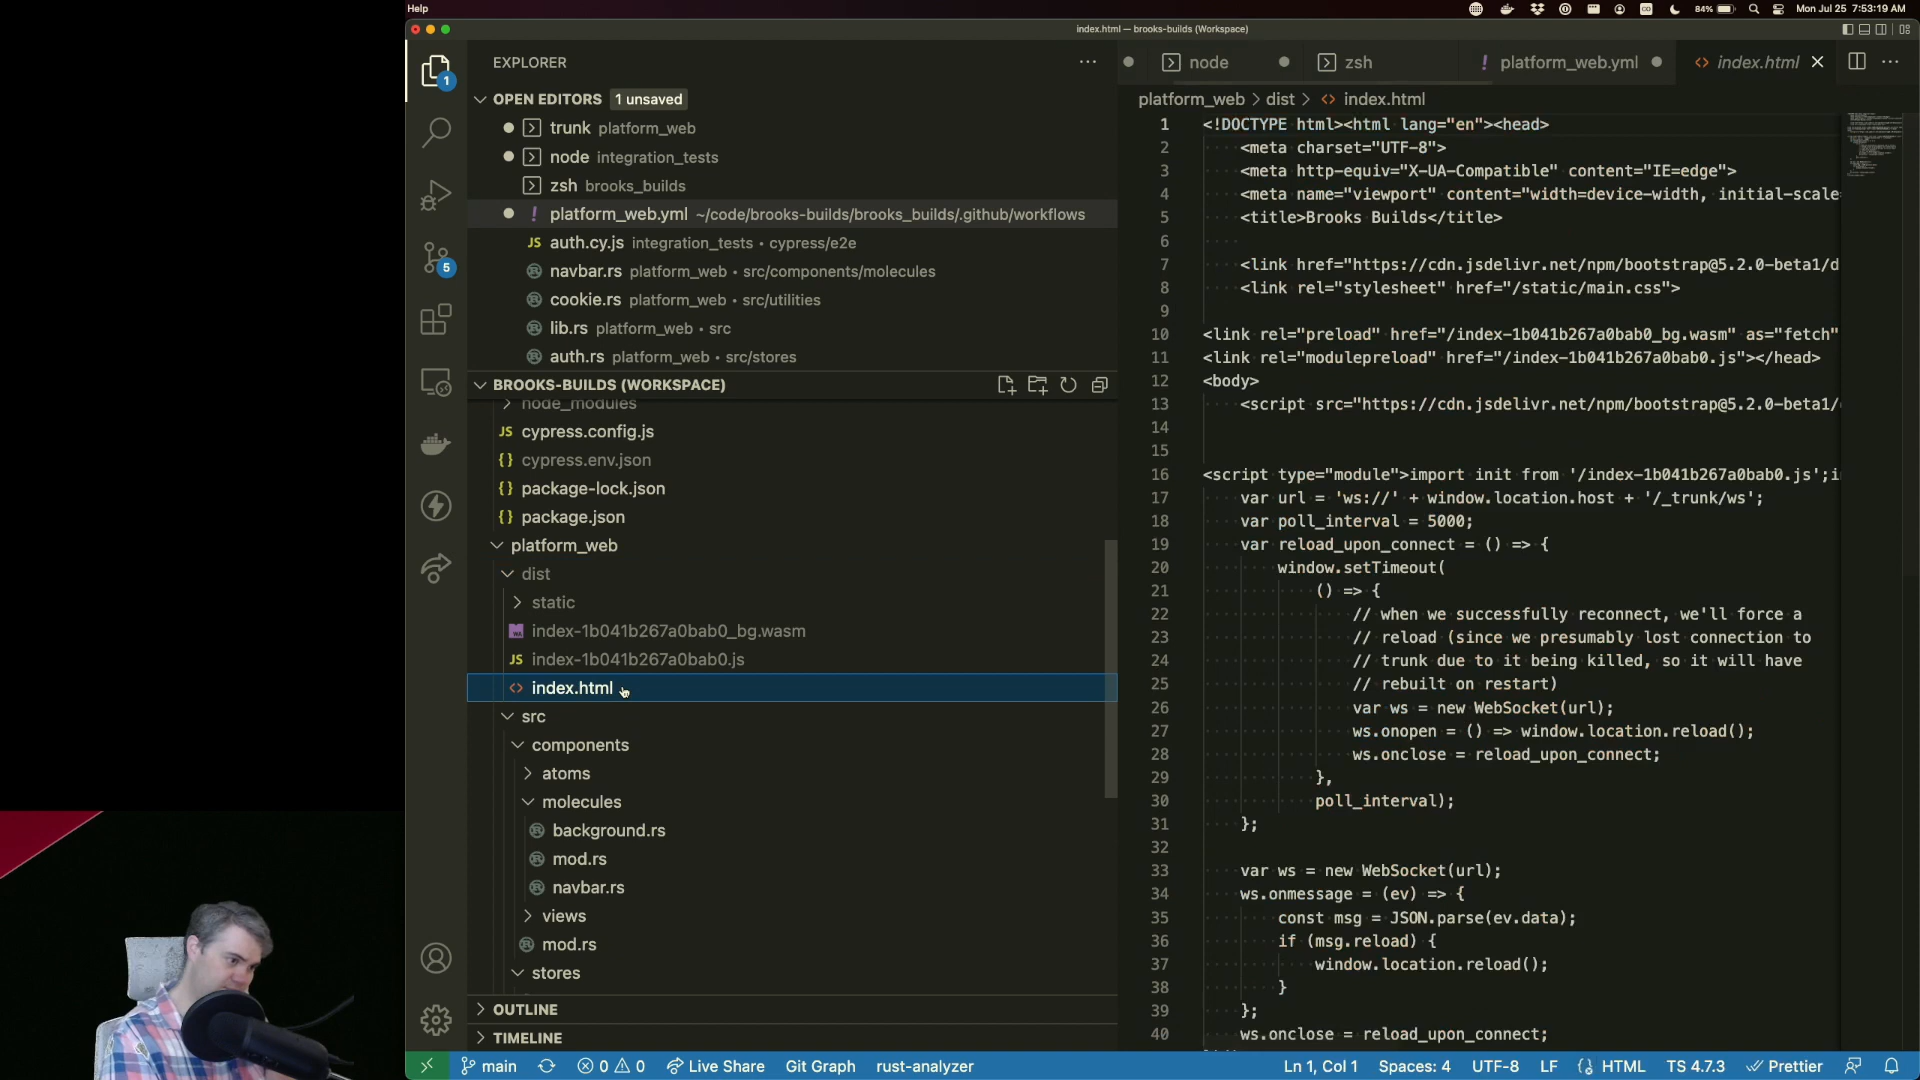 Help
84%
Mon Jul 25 7:53:19 AM
index.html — brooks-builds (Workspace)
EXPLORER
OPEN EDITORS 1 unsaved
trunk platform_web
node integration_tests
zsh brooks_builds
platform_web.yml ~/code/brooks-builds/brooks_builds/.github/workflows
JS auth.cy.js integration_tests • cypress/e2e
navbar.rs platform_web • src/components/molecules
cookie.rs platform_web • src/utilities
lib.rs platform_web • src
auth.rs platform_web • src/stores
BROOKS-BUILDS (WORKSPACE)
node_modules
JS cypress.config.js
{} cypress.env.json
{} package-lock.json
{} package.json
platform_web
dist
static
index-1b041b267a0bab0_bg.wasm
JS index-1b041b267a0bab0.js
<> index.html
src
components
atoms
molecules
background.rs
mod.rs
navbar.rs
views
mod.rs
stores
OUTLINE
TIMELINE
1
5
node
zsh
! platform_web.yml
<> index.html
platform_web > dist > <> index.html
1 <!DOCTYPE html><html lang="en"><head>
2 <meta charset="UTF-8">
3 <meta http-equiv="X-UA-Compatible" content="IE=edge">
4 <meta name="viewport" content="width=device-width, initial-scale=
5 <title>Brooks Builds</title>
6
7 <link href="https://cdn.jsdelivr.net/npm/bootstrap@5.2.0-beta1/d
8 <link rel="stylesheet" href="/static/main.css">
9
10 <link rel="preload" href="/index-1b041b267a0bab0_bg.wasm" as="fetch"
11 <link rel="modulepreload" href="/index-1b041b267a0bab0.js"></head>
12 <body>
13 <script src="https://cdn.jsdelivr.net/npm/bootstrap@5.2.0-beta1/
14
15
16 <script type="module">import init from '/index-1b041b267a0bab0.js';i
17 var url = 'ws://' + window.location.host + '/_trunk/ws';
18 var poll_interval = 5000;
19 var reload_upon_connect = () => {
20 window.setTimeout(
21 () => {
22 // when we successfully reconnect, we'll force a
23 // reload (since we presumably lost connection to
24 // trunk due to it being killed, so it will have
25 // rebuilt on restart)
26 var ws = new WebSocket(url);
27 ws.onopen = () => window.location.reload();
28 ws.onclose = reload_upon_connect;
29 },
30 poll_interval);
31 };
32
33 var ws = new WebSocket(url);
34 ws.onmessage = (ev) => {
35 const msg = JSON.parse(ev.data);
36 if (msg.reload) {
37 window.location.reload();
38 }
39 };
40 ws.onclose = reload_upon_connect;
main
0 0
Live Share
Git Graph
rust-analyzer
Ln 1, Col 1
Spaces: 4
UTF-8
LF
HTML
TS 4.7.3
Prettier